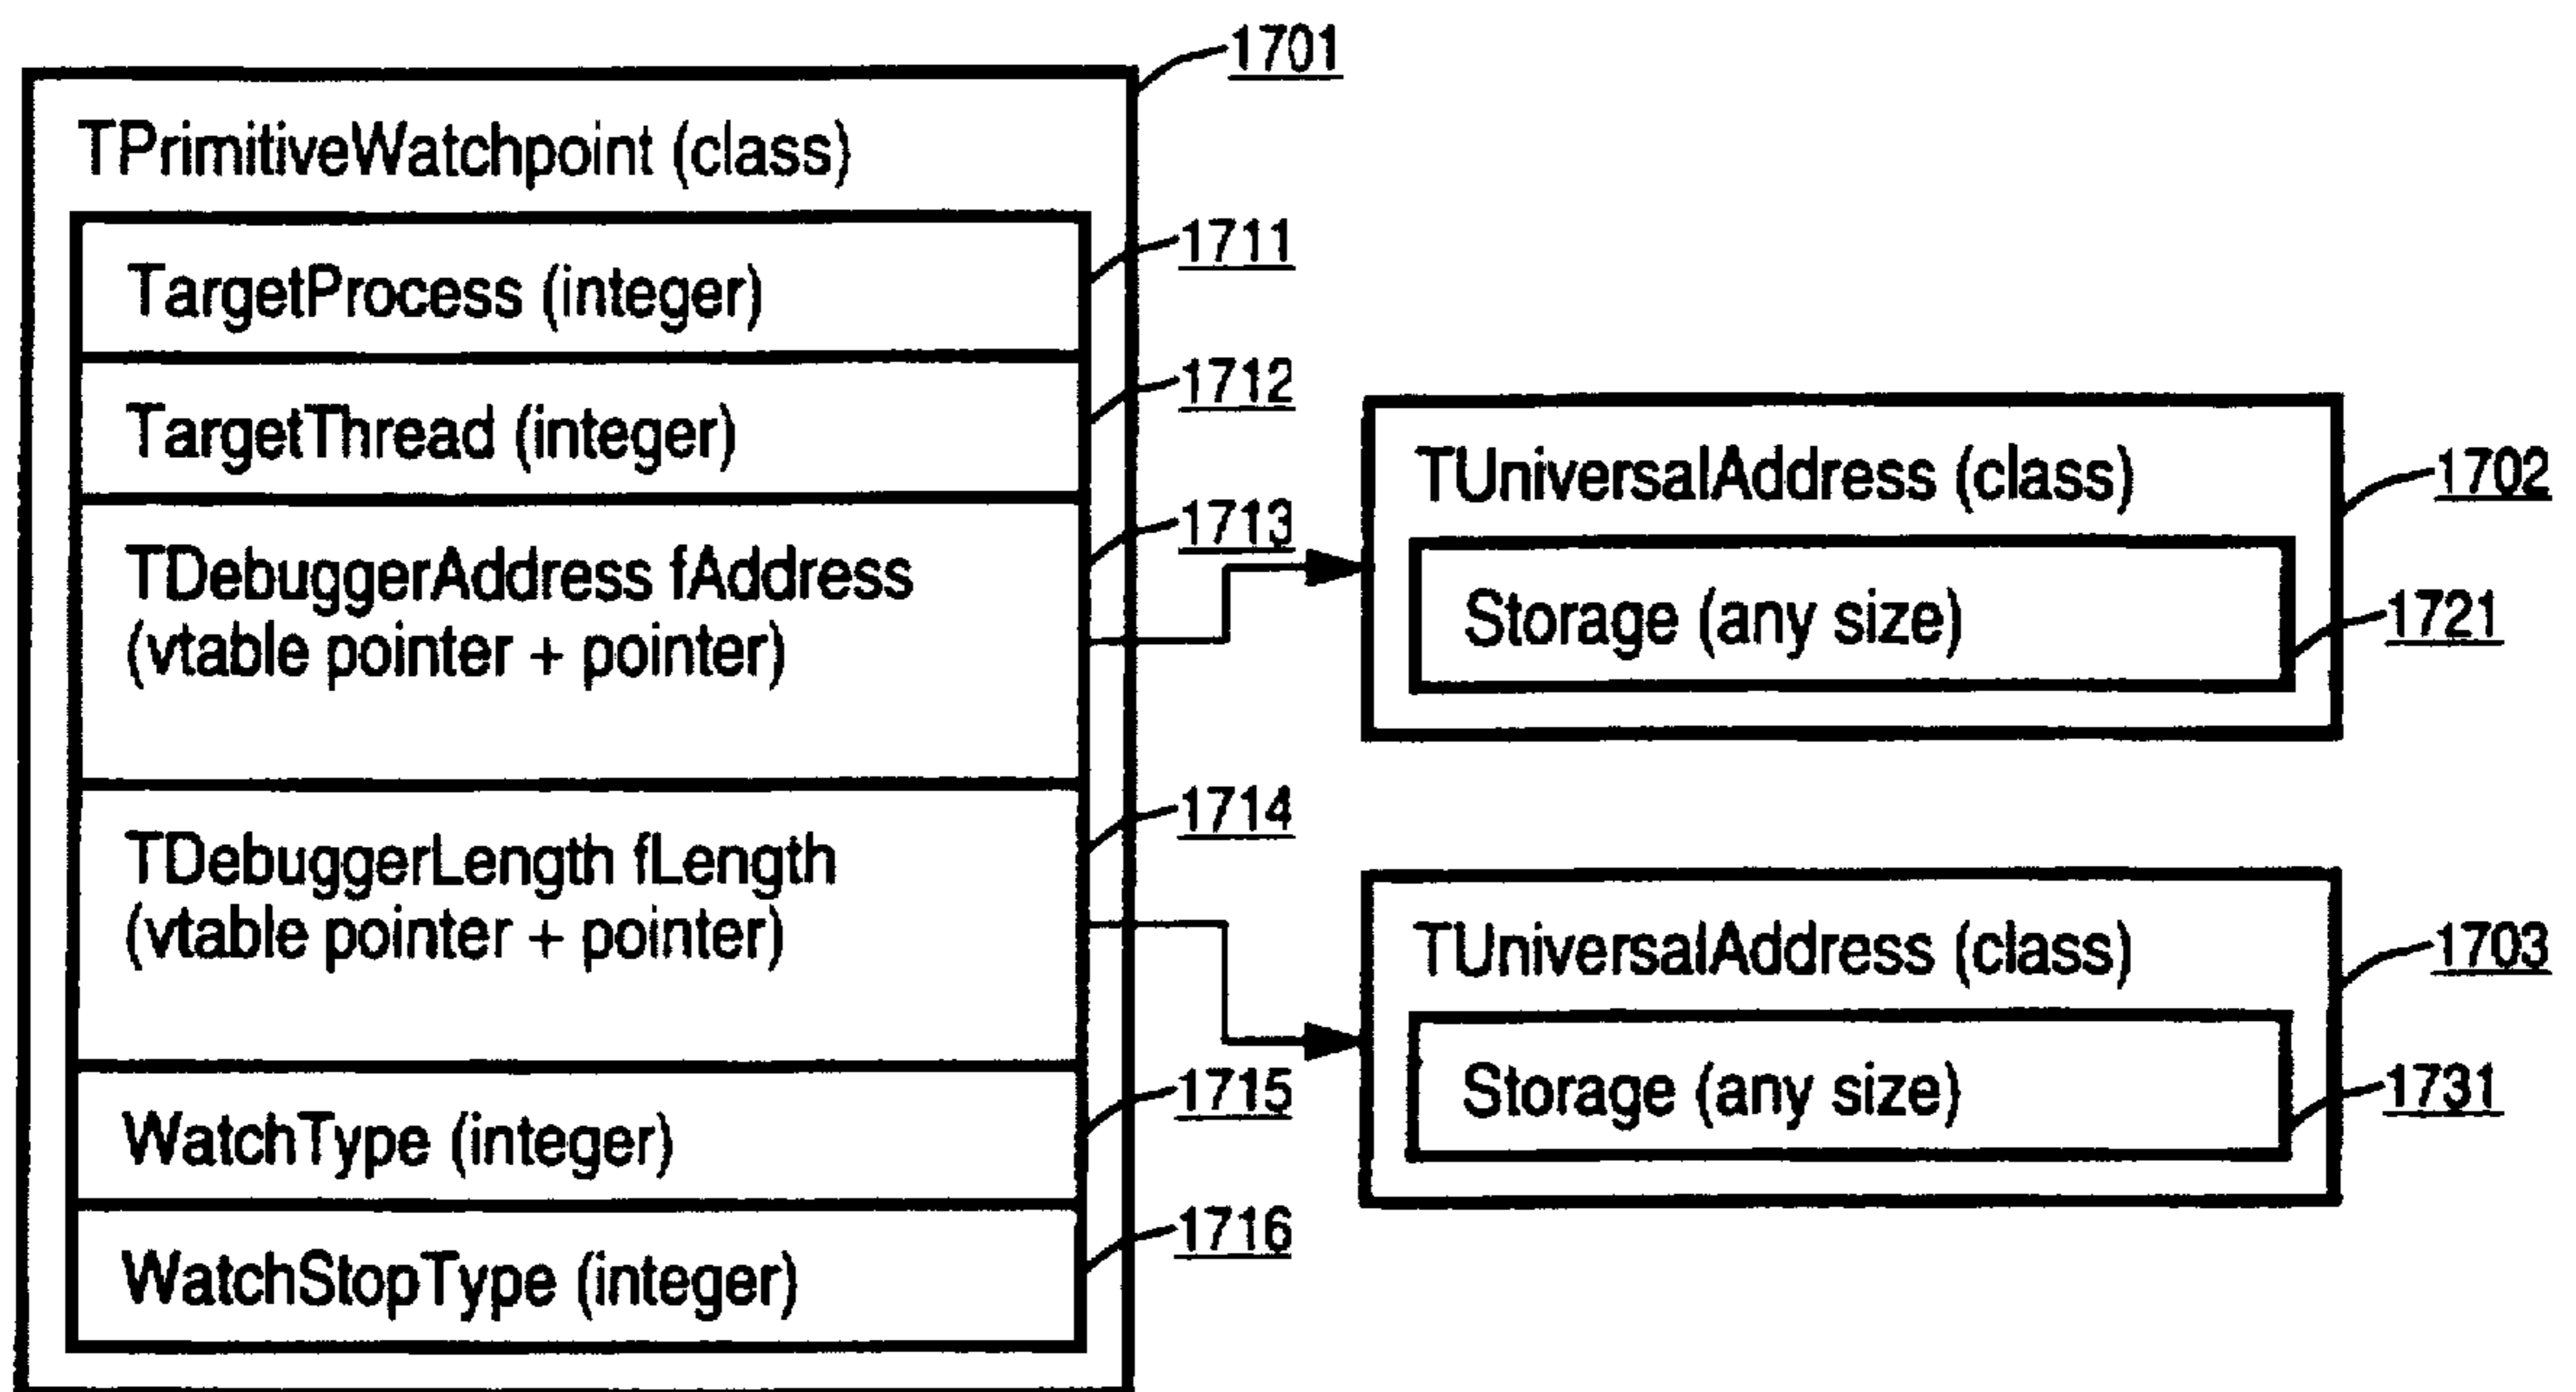 1701
TPrimitiveWatchpoint (class)
1711
TargetProcess (integer)
1712
TargetThread (integer)
1713
TDebuggerAddress fAddress
(vtable pointer + pointer)
1714
TDebuggerLength fLength
(vtable pointer + pointer)
1715
WatchType (integer)
1716
WatchStopType (integer)
1702
TUniversalAddress (class)
1721
Storage (any size)
1703
TUniversalAddress (class)
1731
Storage (any size)